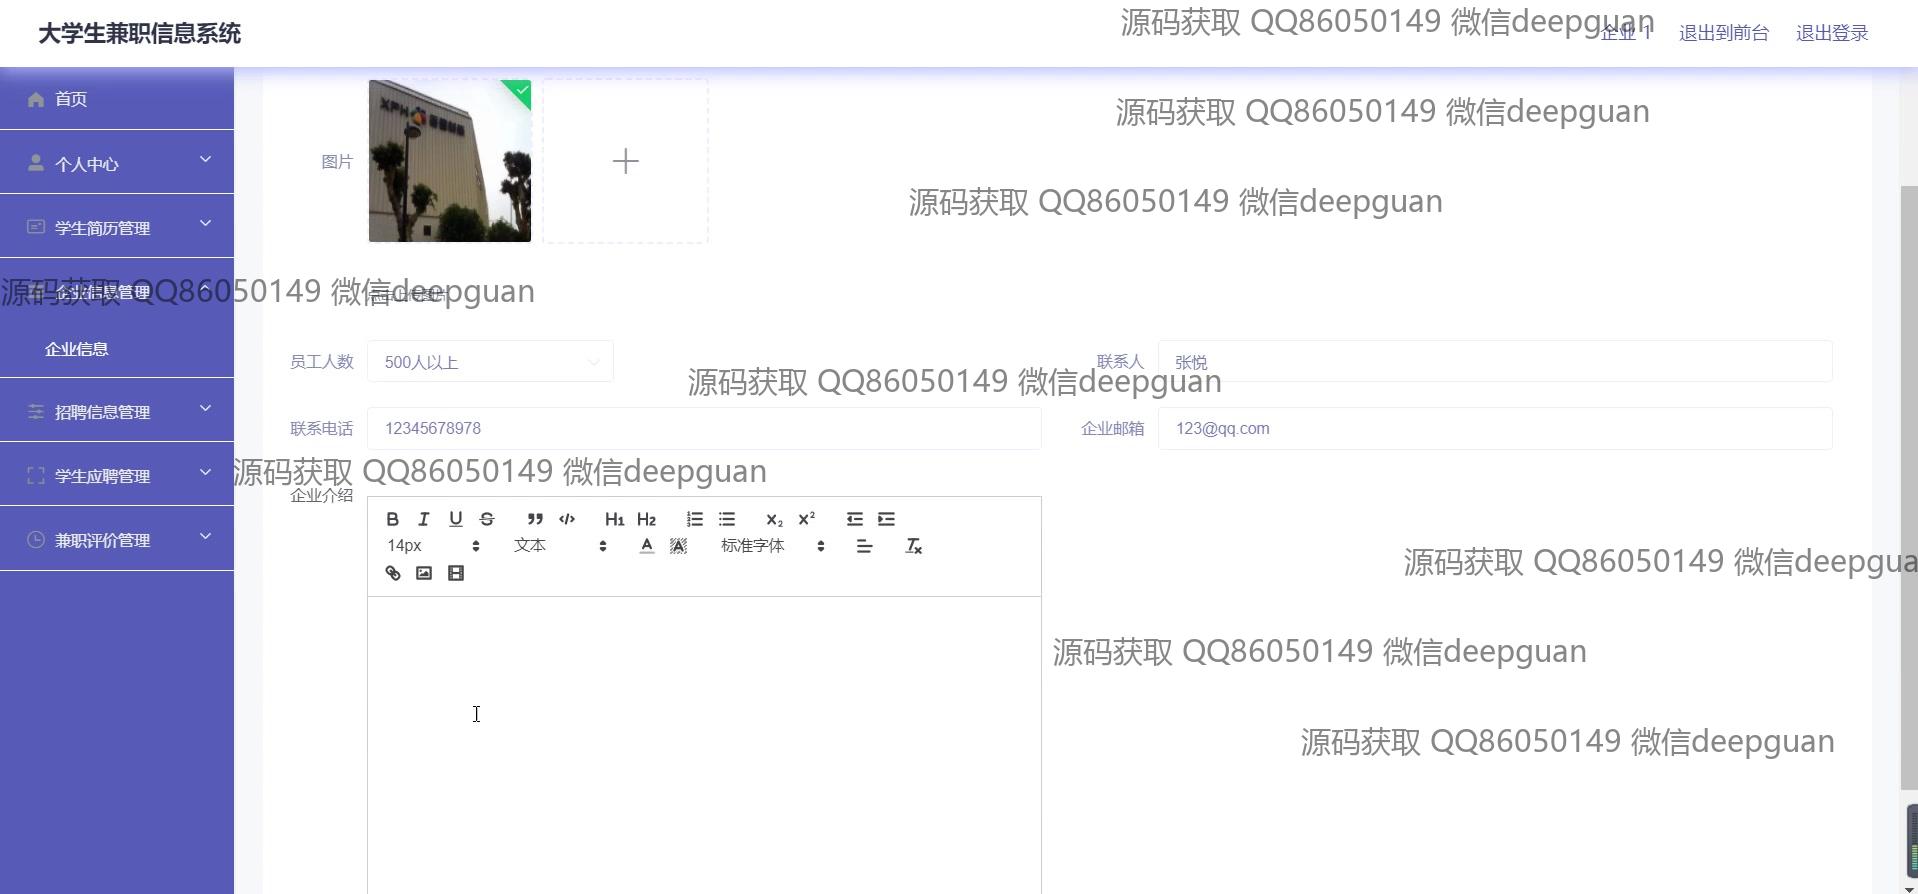 大学生兼职信息系统
源码获取 QQ86050149 微信deepguan
企业 1 退出到前台 退出登录
首页
源码获取 QQ86050149 微信deepguan
个人中心
图片
XPH
源码获取 QQ86050149 微信deepguan
学生简历管理
企业信息管理
源码获取 QQ86050149 微信deepguan
点击上传图片
企业信息
员工人数 500人以上
联系人 张悦
源码获取 QQ86050149 微信deepguan
招聘信息管理
联系电话 12345678978
企业邮箱 123@qq.com
学生应聘管理
源码获取 QQ86050149 微信deepguan
企业介绍
B I U S H1 H2 X2 X2
14px 文本 A A 标准字体 Tx
兼职评价管理
源码获取 QQ86050149 微信deepgua
源码获取 QQ86050149 微信deepguan
源码获取 QQ86050149 微信deepguan